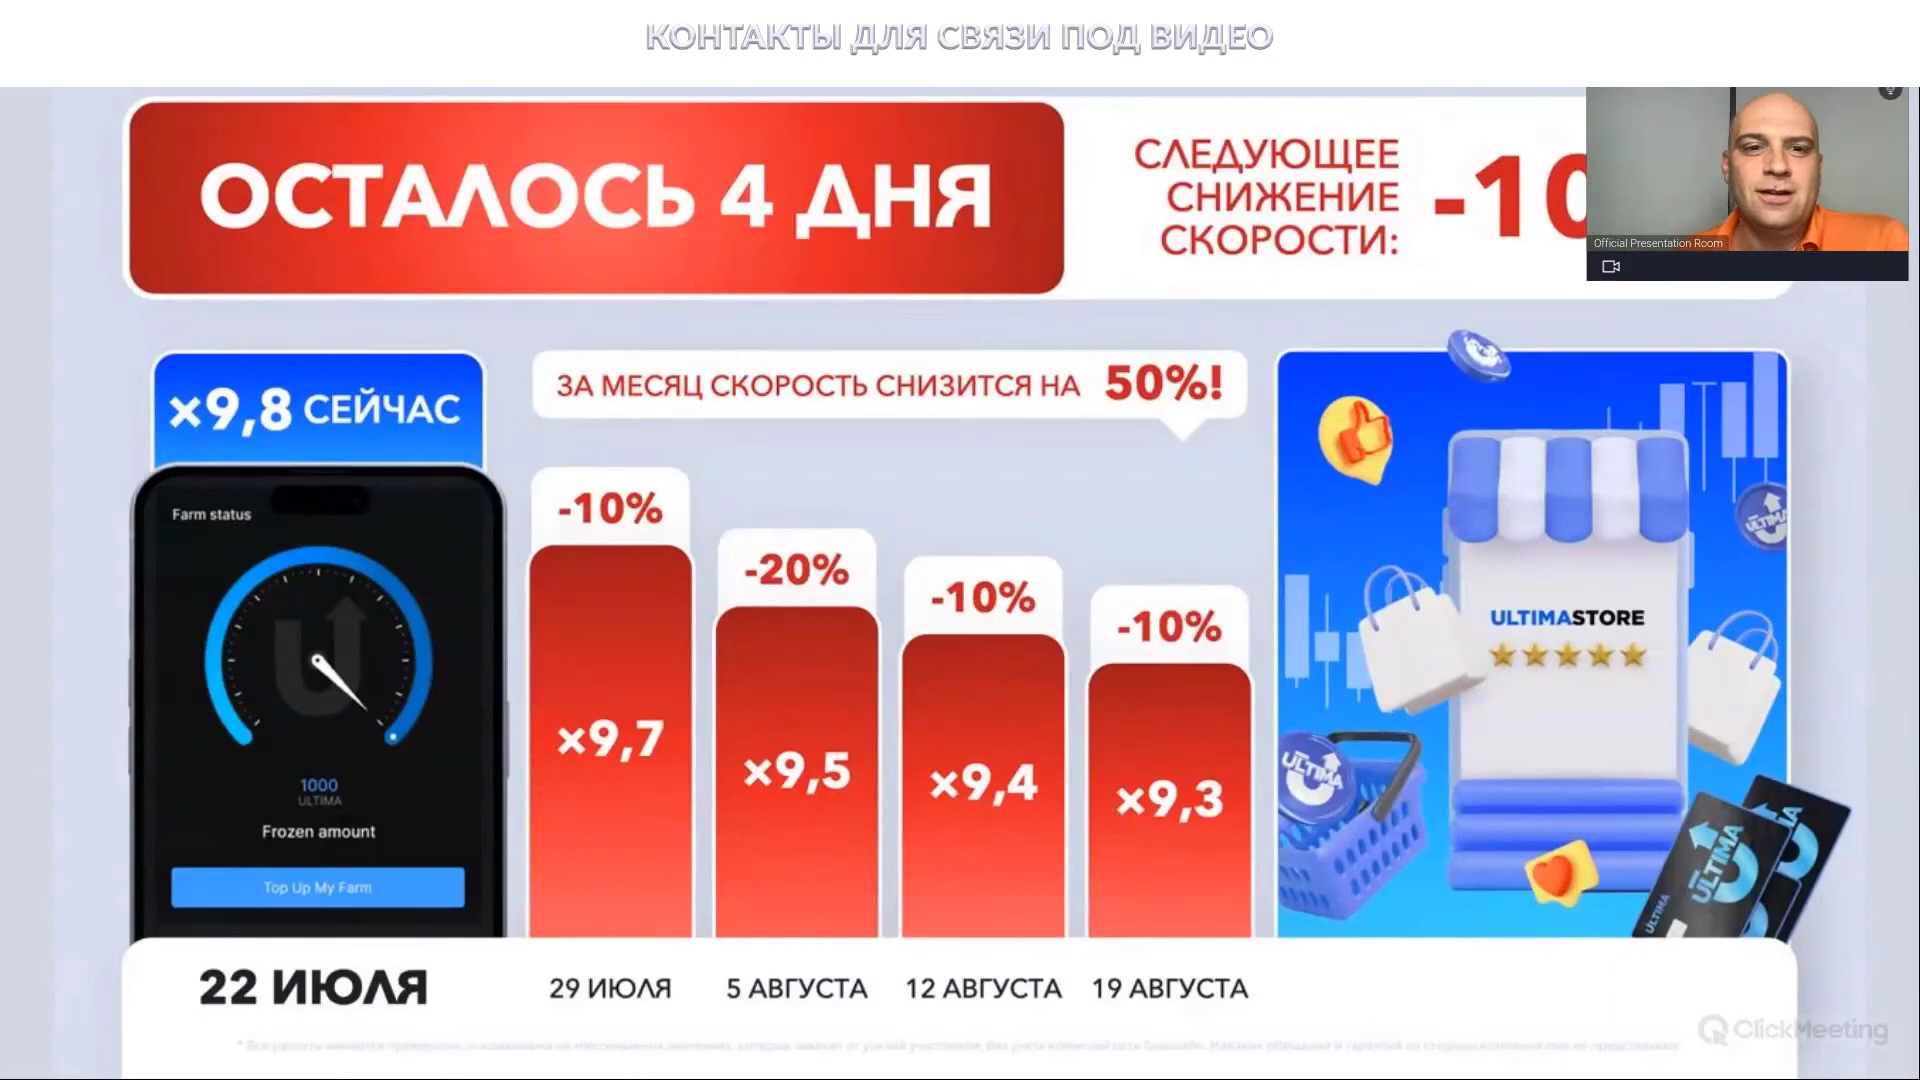 КОНТАКТЫ ДЛЯ СВЯЗИ ПОД ВИДЕО
ОСТАЛОСЬ 4 ДНЯ
СЛЕДУЮЩЕЕ
СНИЖЕНИЕ
СКОРОСТИ:
-10
Official Presentation Room
×9,8 СЕЙЧАС
ЗА МЕСЯЦ СКОРОСТЬ СНИЗИТСЯ НА 50%!
Farm status
1000
ULTIMA
Frozen amount
Top Up My Farm
-10%
-20%
-10%
-10%
×9,7
×9,5
×9,4
×9,3
ULTIMASTORE
ULTIMA
ULTIMA
ULTIMA
ULTIMA
22 ИЮЛЯ
29 ИЮЛЯ
5 АВГУСТА
12 АВГУСТА
19 АВГУСТА
ClickMeeting